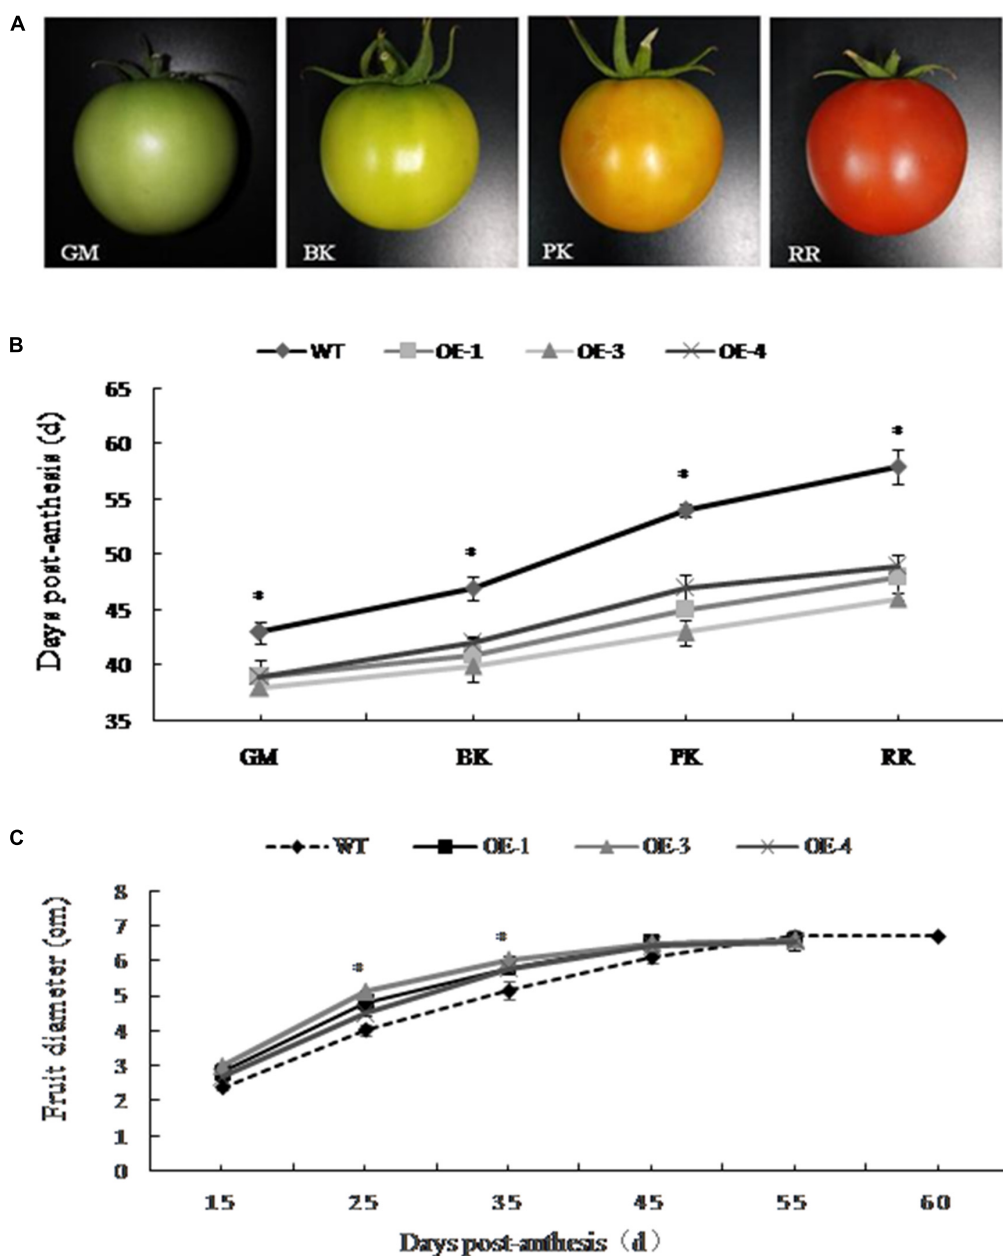 A
GM BK PK RR
B
WT OE-1 OE-3 OE-4
Days post-anthesis (d)
65
60
55
50
45
40
35
* * * *
GM BK PK RR
C
WT OE-1 OE-3 OE-4
Fruit diameter (cm)
8
7
6
5
4
3
2
1
0
* *
15 25 35 45 55 60
Days post-anthesis (d)